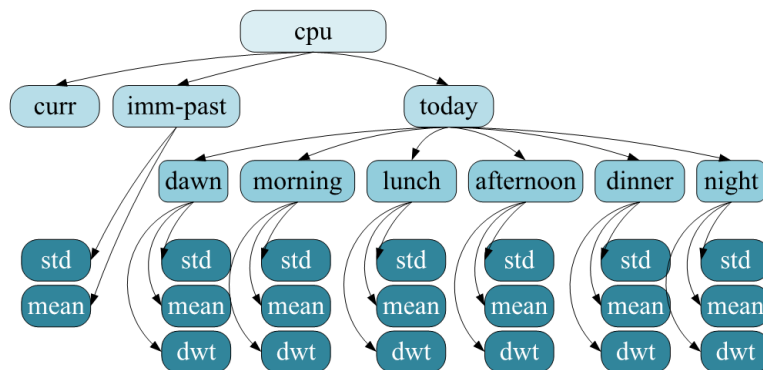 cpu
curr imm-past today
dawn morning lunch afternoon dinner night
std std std std std std std
mean mean mean mean mean mean mean
dwt dwt dwt dwt dwt dwt